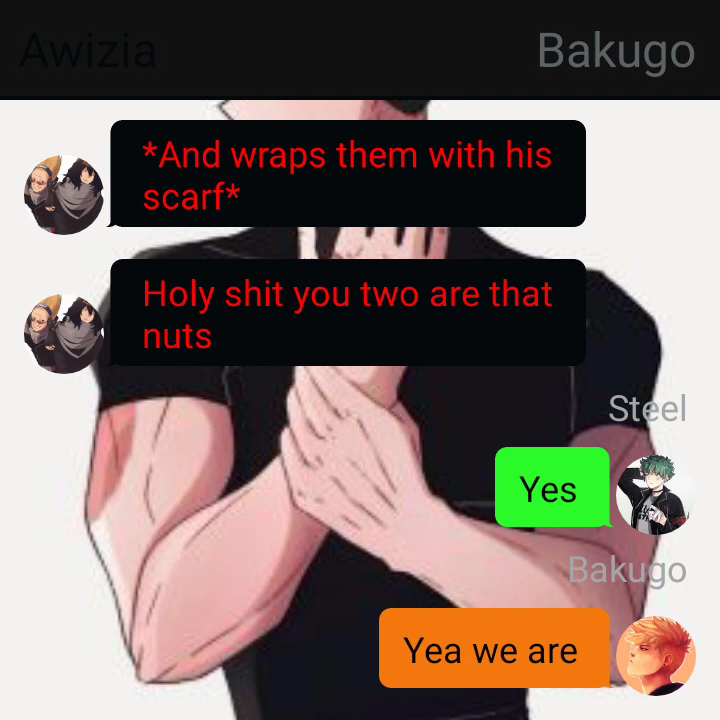 Awizia Bakugo
*And wraps them with his
scarf*
Holy shit you two are that
nuts
Steel
Yes
Bakugo
Yea we are